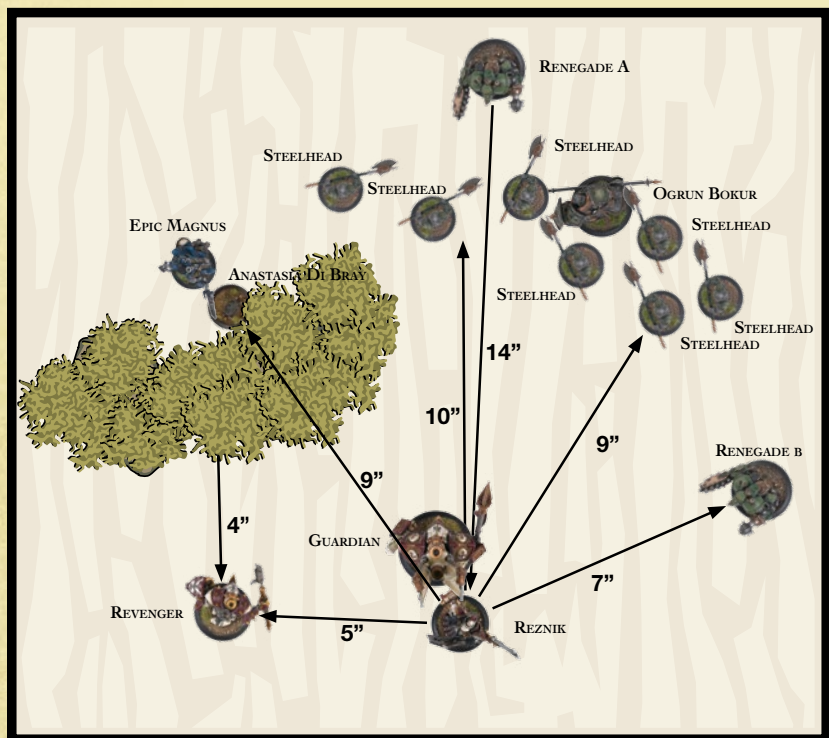 Renegade A
Steelhead
Steelhead
Steelhead
Ogrun Bokur
Epic Magnus
Steelhead
Anastasia Di Bray
Steelhead
Steelhead
Steelhead
14”
10”
9”
Renegade B
9”
4”
Guardian
7”
Revenger
5”
Reznik